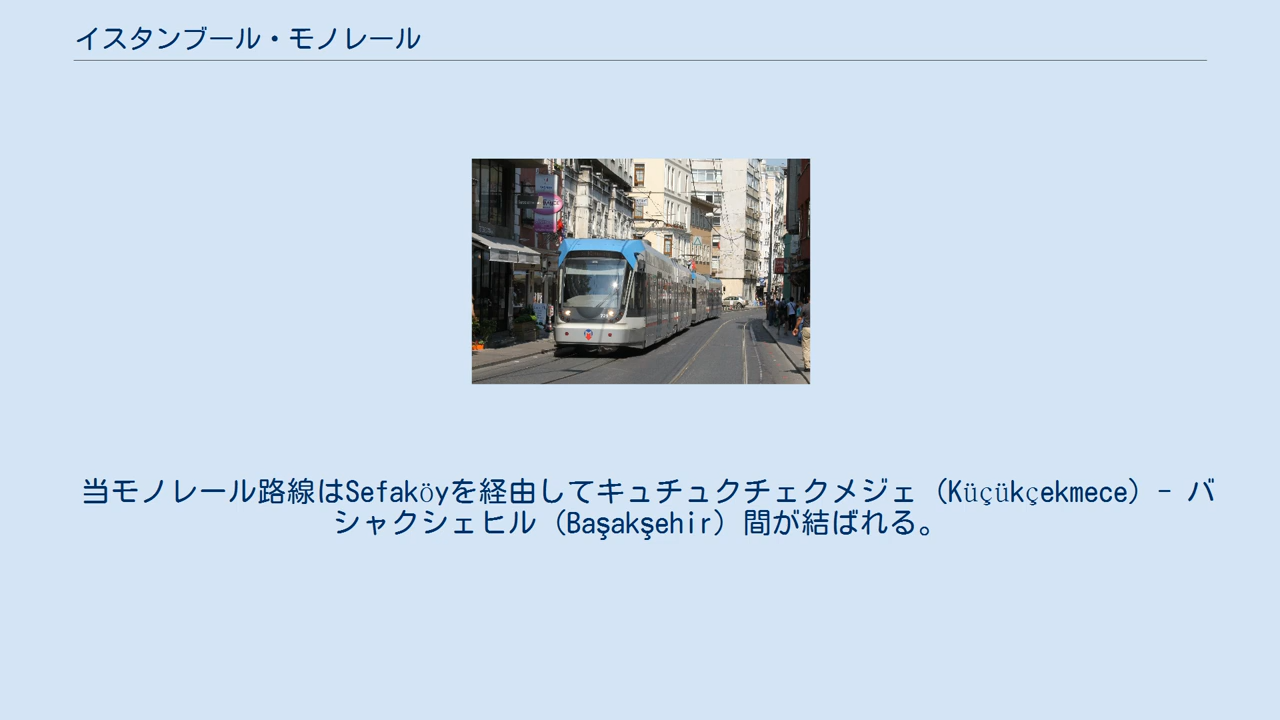 イスタンブール・モノレール
当モノレール路線はSefaköyを経由してキュチュクチェクメジェ（Küçükçekmece）- バ
シャクシェヒル（Başakşehir）間が結ばれる。